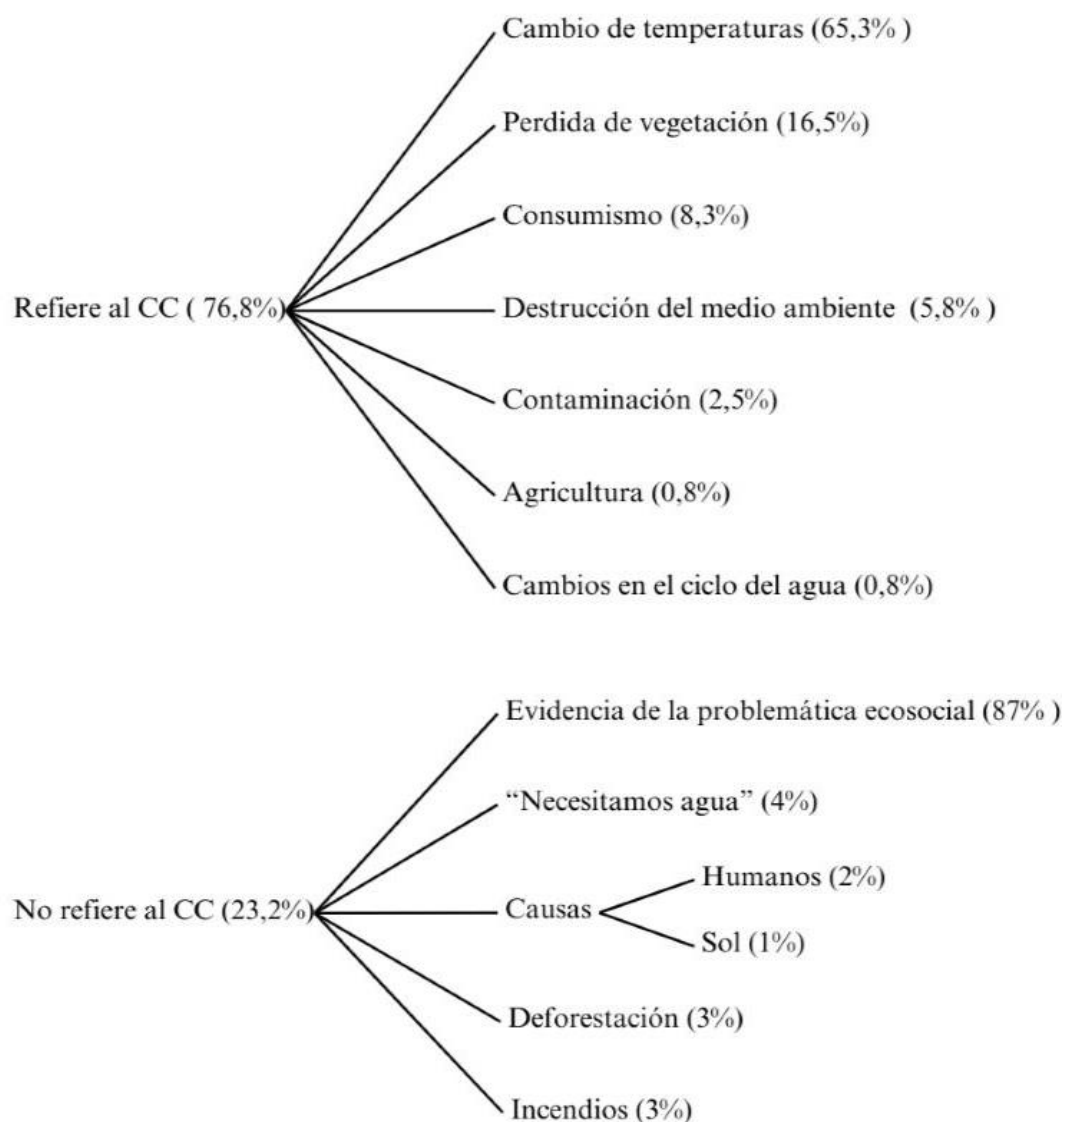 Cambio de temperaturas (65,3% )
Perdida de vegetación (16,5%)
Consumismo (8,3%)
Refiere al CC ( 76,8%)
Destrucción del medio ambiente (5,8% )
Contaminación (2,5%)
Agricultura (0,8%)
Cambios en el ciclo del agua (0,8%)
Evidencia de la problemática ecosocial (87% )
“Necesitamos agua” (4%)
Humanos (2%)
No refiere al CC (23,2%)
Causas
Sol (1%)
Deforestación (3%)
Incendios (3%)